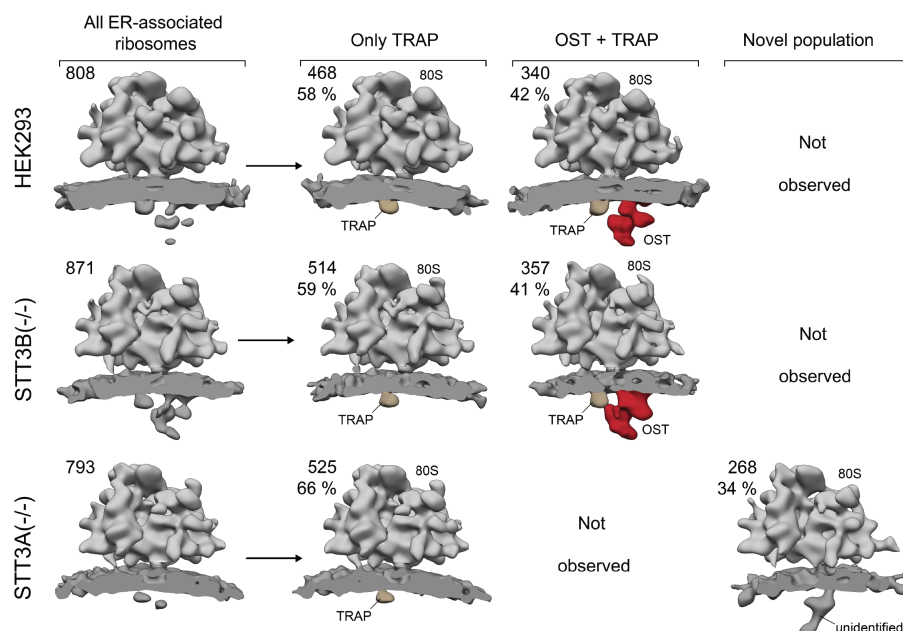 All ER-associated
ribosomes
Only TRAP
OST + TRAP
Novel population
HEK293
808
468
58 %
80S
TRAP
340
42 %
80S
TRAP
OST
Not
observed
STT3B(-/-)
871
514
59 %
80S
TRAP
357
41 %
80S
TRAP
OST
Not
observed
STT3A(-/-)
793
525
66 %
80S
TRAP
Not
observed
268
34 %
80S
unidentified